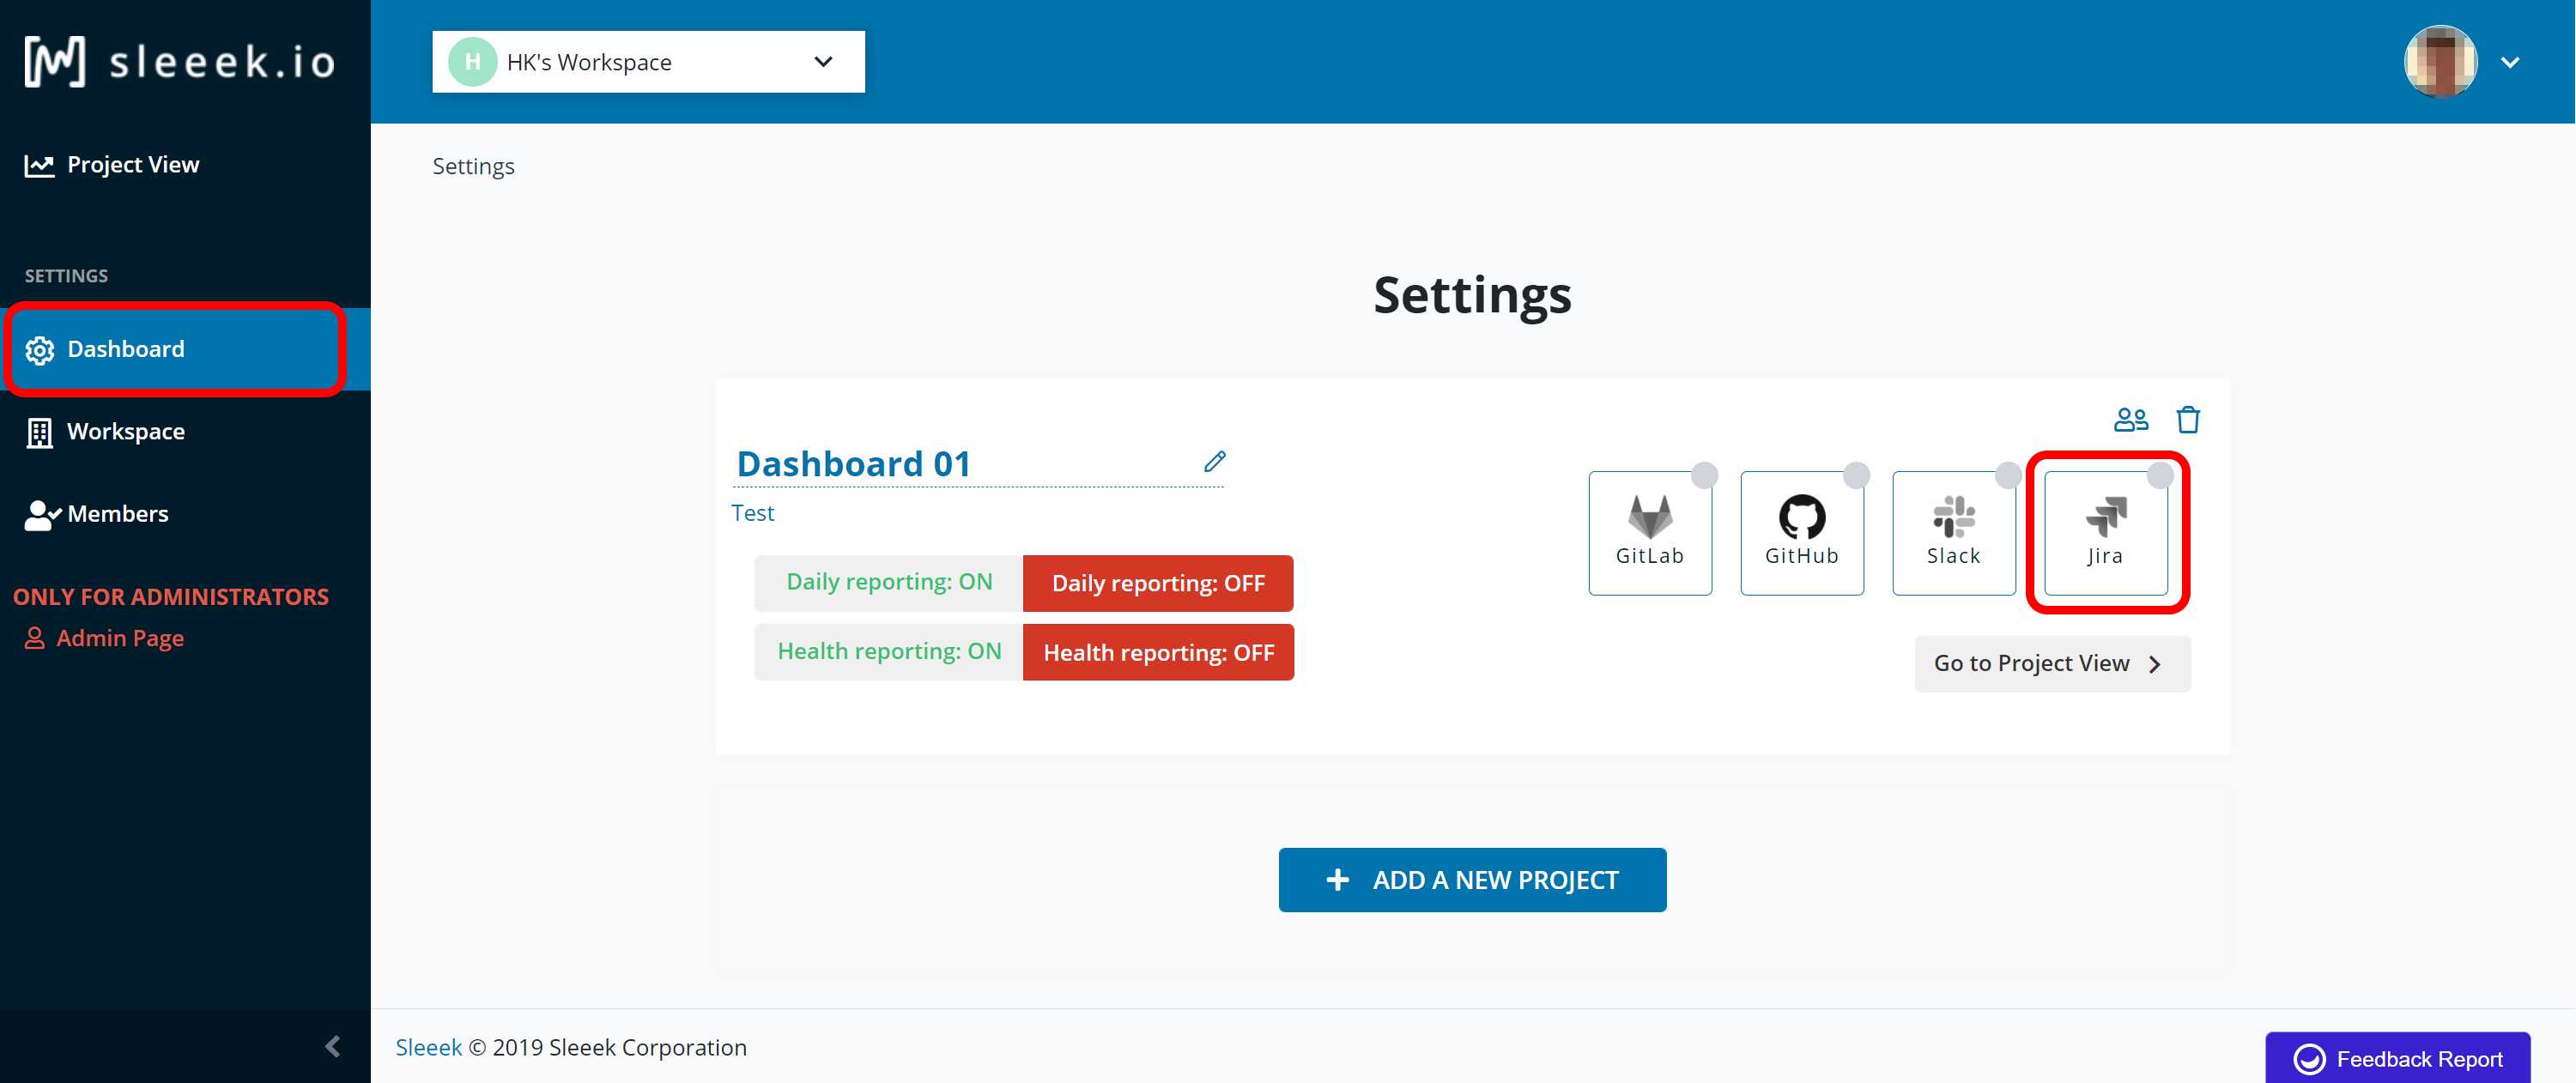 sleeek.io
H HK's Workspace
Project View
Settings
SETTINGS
Settings
Dashboard
Workspace
Members
ONLY FOR ADMINISTRATORS
Admin Page
Dashboard 01
Test
Daily reporting: ON Daily reporting: OFF
Health reporting: ON Health reporting: OFF
GitLab GitHub Slack Jira
Go to Project View
ADD A NEW PROJECT
Sleeek © 2019 Sleeek Corporation
Feedback Report